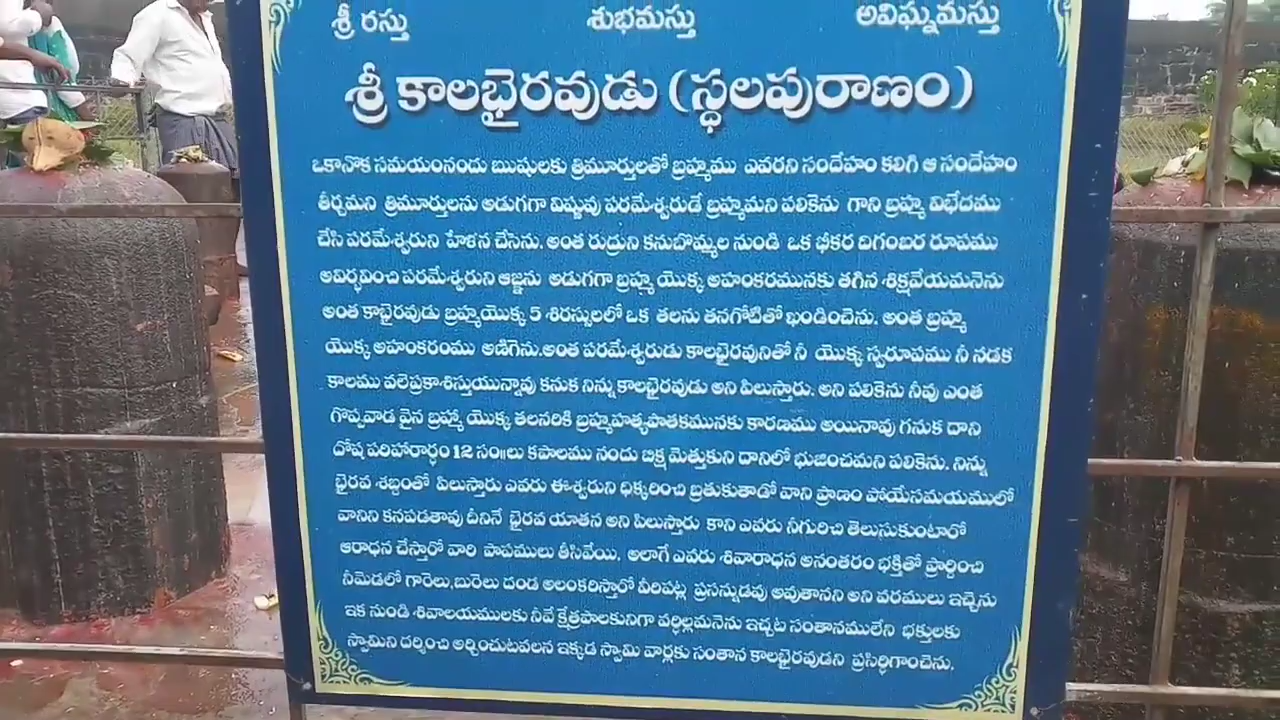 శ్రీ రస్తు శుభమస్తు అవిఘ్నమస్తు
శ్రీ కాలభైరవుడు (స్థలపురాణం)
ఒకానొక సమయంనందు ఋషులకు త్రిమూర్తులతో బ్రహ్మము ఎవరని సందేహం కలిగి ఆ సందేహం
తీర్చమని త్రిమూర్తులను అడుగగా విష్ణువు పరమేశ్వరుడే బ్రహ్మమని పలికెను గాని బ్రహ్మ విభేదము
చేసి పరమేశ్వరుని హేళన చేసెను. అంత రుద్రుని కనుబొమ్మల నుండి ఒక భీకర దిగంబర రూపము
అవిర్భవించి పరమేశ్వరుని ఆజ్ఞను అడుగగా బ్రహ్మ యొక్క అహంకరమునకు తగిన శిక్షవేయమనెను
అంత కాభైరవుడు బ్రహ్మయొక్క 5 శిరస్సులలో ఒక తలను తనగోటితో ఖండించెను. అంత బ్రహ్మ
యొక్క అహంకరంము అణిగెను.అంత పరమేశ్వరుడు కాలభైరవునితో నీ యొక్క స్వరూపము నీ నడక
కాలము వలెప్రకాశిస్తుయున్నావు కనుక నిన్ను కాలభైరవుడు అని పిలుస్తారు. అని పలికెను నీవు ఎంత
గొప్పవాడ వైన బ్రహ్మా యొక్క తలనరికి బ్రహ్మహత్యపాతకమునకు కారణము అయినావు గనుక దాని
దోష పరిహారార్ధం 12 సం॥లు కపాలము నందు బిక్ష మెత్తుకుని దానిలో భుజించమని పలికెను. నిన్ను
భైరవ శబ్దంతో పిలుస్తారు ఎవరు ఈశ్వరుని ధిక్కరించి బ్రతుకుతాడో వాని ప్రాణం పోయేసమయములో
వానిని కనపడతావు దీనినే భైరవ యాతన అని పిలుస్తారు కాని ఎవరు నీగురించి తెలుసుకుంటారో
ఆరాధన చేస్తారో వారి పాపములు తీసివేయి, అలాగే ఎవరు శివారాధన అనంతరం భక్తితో ప్రార్ధించి
నీమెడలో గారెలు,బురెలు దండ అలంకరిస్తారో వీరిపట్ల ప్రసన్నుడవు అవుతానని అని వరములు ఇచ్చెను
ఇక నుండి శివాలయములకు నీవే క్షేత్రపాలకునిగా వర్ధిల్లమనెను ఇచ్చట సంతానములేని భక్తులకు
స్వామిని దర్శించి అర్చించుటవలన ఇక్కడ స్వామి వార్లకు సంతాన కాలభైరవుడని ప్రసిద్ధిగాంచెను.